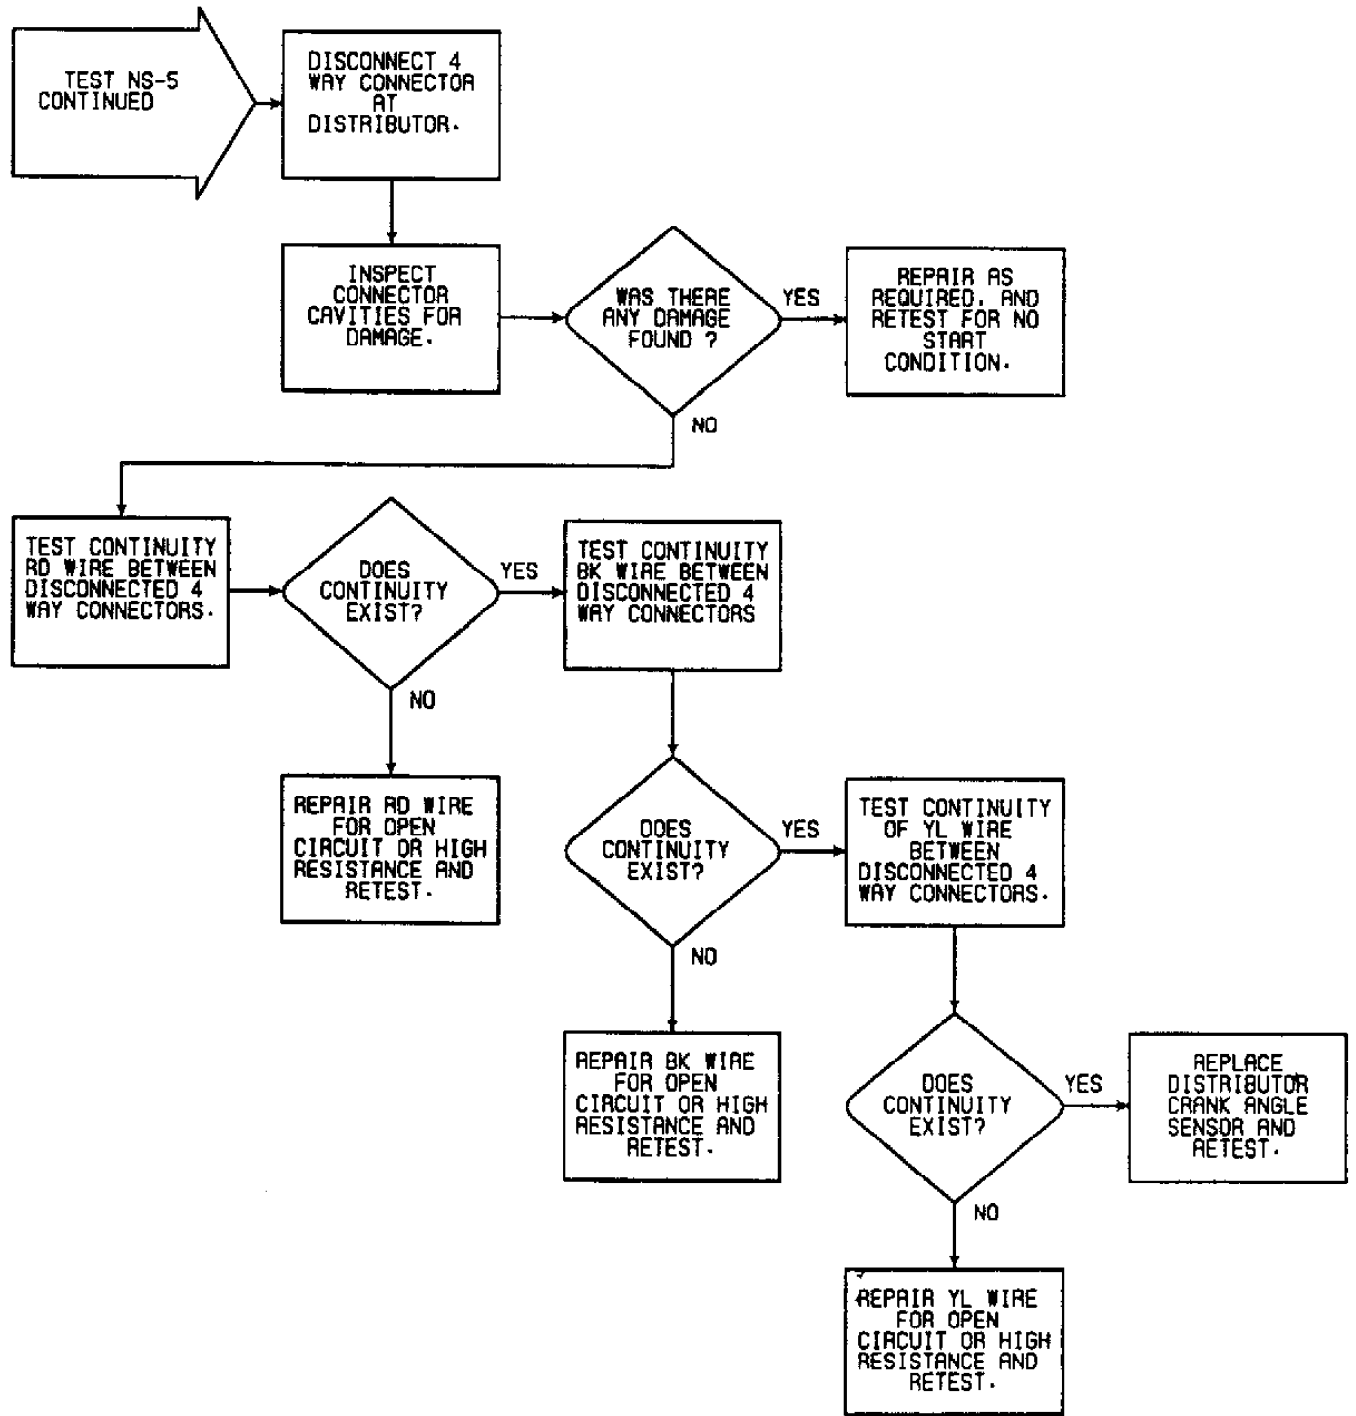 TEST NS-5
CONTINUED
DISCONNECT 4
WAY CONNECTOR
AT
DISTRIBUTOR.
INSPECT
CONNECTOR
CAVITIES FOR
DAMAGE.
WAS THERE
ANY DAMAGE
FOUND ?
YES
REPAIR AS
REQUIRED, AND
RETEST FOR NO
START
CONDITION.
NO
TEST CONTINUITY
RD WIRE BETWEEN
DISCONNECTED 4
WAY CONNECTORS.
DOES
CONTINUITY
EXIST?
YES
TEST CONTINUITY
BK WIRE BETWEEN
DISCONNECTED 4
WAY CONNECTORS
NO
REPAIR RD WIRE
FOR OPEN
CIRCUIT OR HIGH
RESISTANCE AND
RETEST.
DOES
CONTINUITY
EXIST?
YES
TEST CONTINUITY
OF YL WIRE
BETWEEN
DISCONNECTED 4
WAY CONNECTORS.
NO
REPAIR BK WIRE
FOR OPEN
CIRCUIT OR HIGH
RESISTANCE AND
RETEST.
DOES
CONTINUITY
EXIST?
YES
REPLACE
DISTRIBUTOR
CRANK ANGLE
SENSOR AND
RETEST.
NO
REPAIR YL WIRE
FOR OPEN
CIRCUIT OR HIGH
RESISTANCE AND
RETEST.